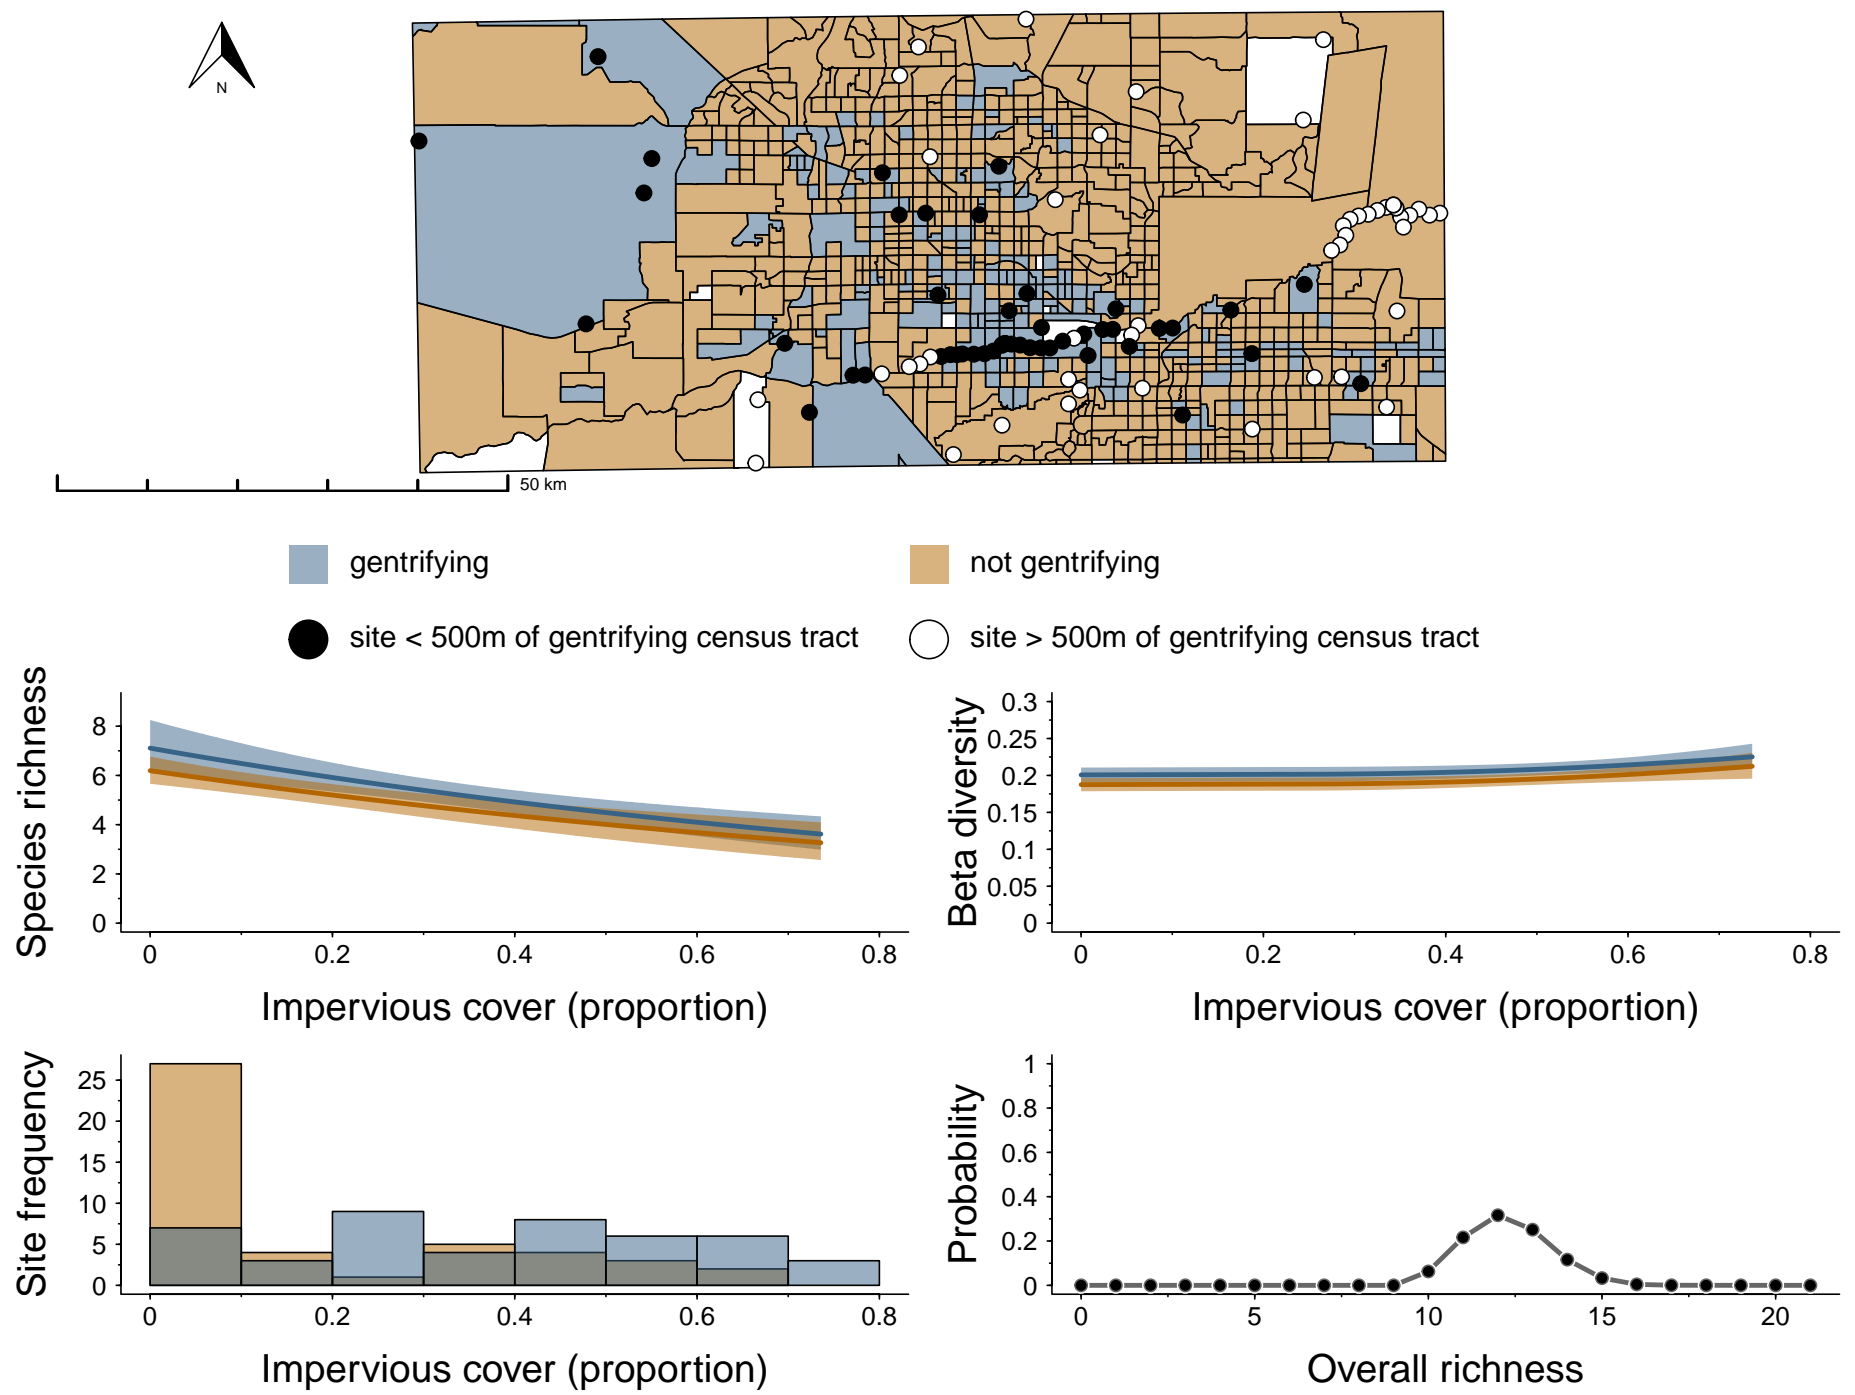 N
50 km
gentrifying
not gentrifying
site < 500m of gentrifying census tract
site > 500m of gentrifying census tract
Species richness
8
6
4
2
0
0 0.2 0.4 0.6 0.8
Impervious cover (proportion)
Beta diversity
0.3
0.25
0.2
0.15
0.1
0.05
0
0 0.2 0.4 0.6 0.8
Impervious cover (proportion)
Site frequency
25
20
15
10
5
0
0 0.2 0.4 0.6 0.8
Impervious cover (proportion)
Probability
1
0.8
0.6
0.4
0.2
0
0 5 10 15 20
Overall richness